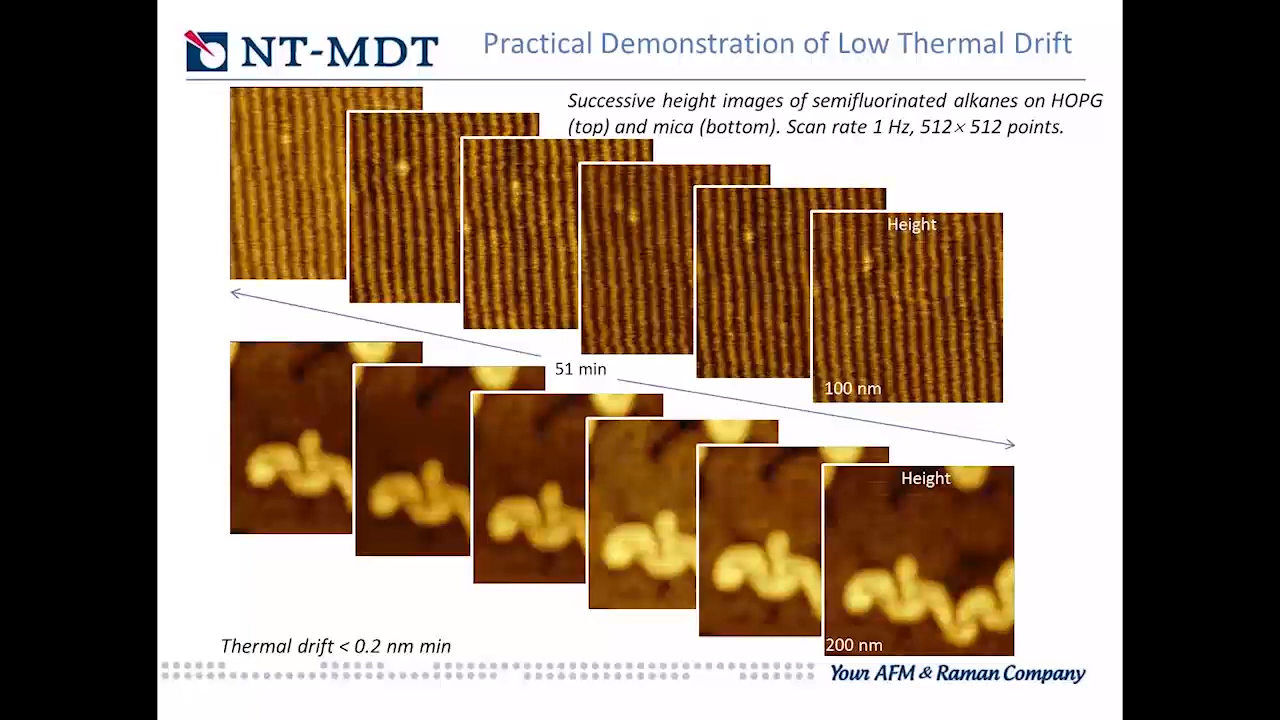 NT-MDT
Practical Demonstration of Low Thermal Drift
Successive height images of semifluorinated alkanes on HOPG
(top) and mica (bottom). Scan rate 1 Hz, 512× 512 points.
Height
51 min
100 nm
Height
Thermal drift < 0.2 nm min
200 nm
Your AFM & Raman Company